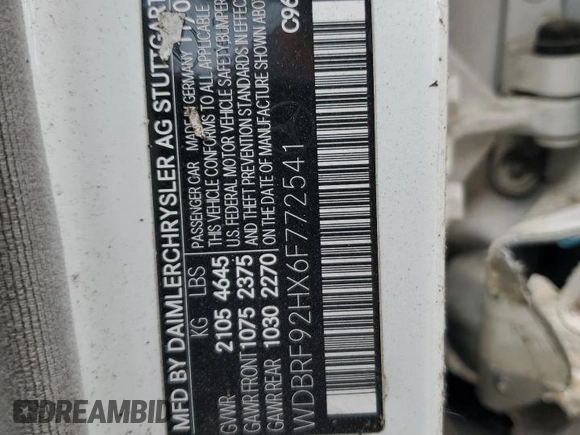 MFD BY DAIMLERCHRYSLER AG STUTTGART
PASSENGER CAR MADE IN GERMANY
KG LBS THIS VEHICLE CONFORMS TO ALL APPLICABLE
GVWR 2105 4645 U.S. FEDERAL MOTOR VEHICLE SAFETY, BUMPER
GAWR FRONT 1075 2375 AND THEFT PREVENTION STANDARDS IN EFFECT
GAWR REAR 1030 2270 ON THE DATE OF MANUFACTURE SHOWN ABOV
WDBRF92HX6F772541
C96
DREAMBID